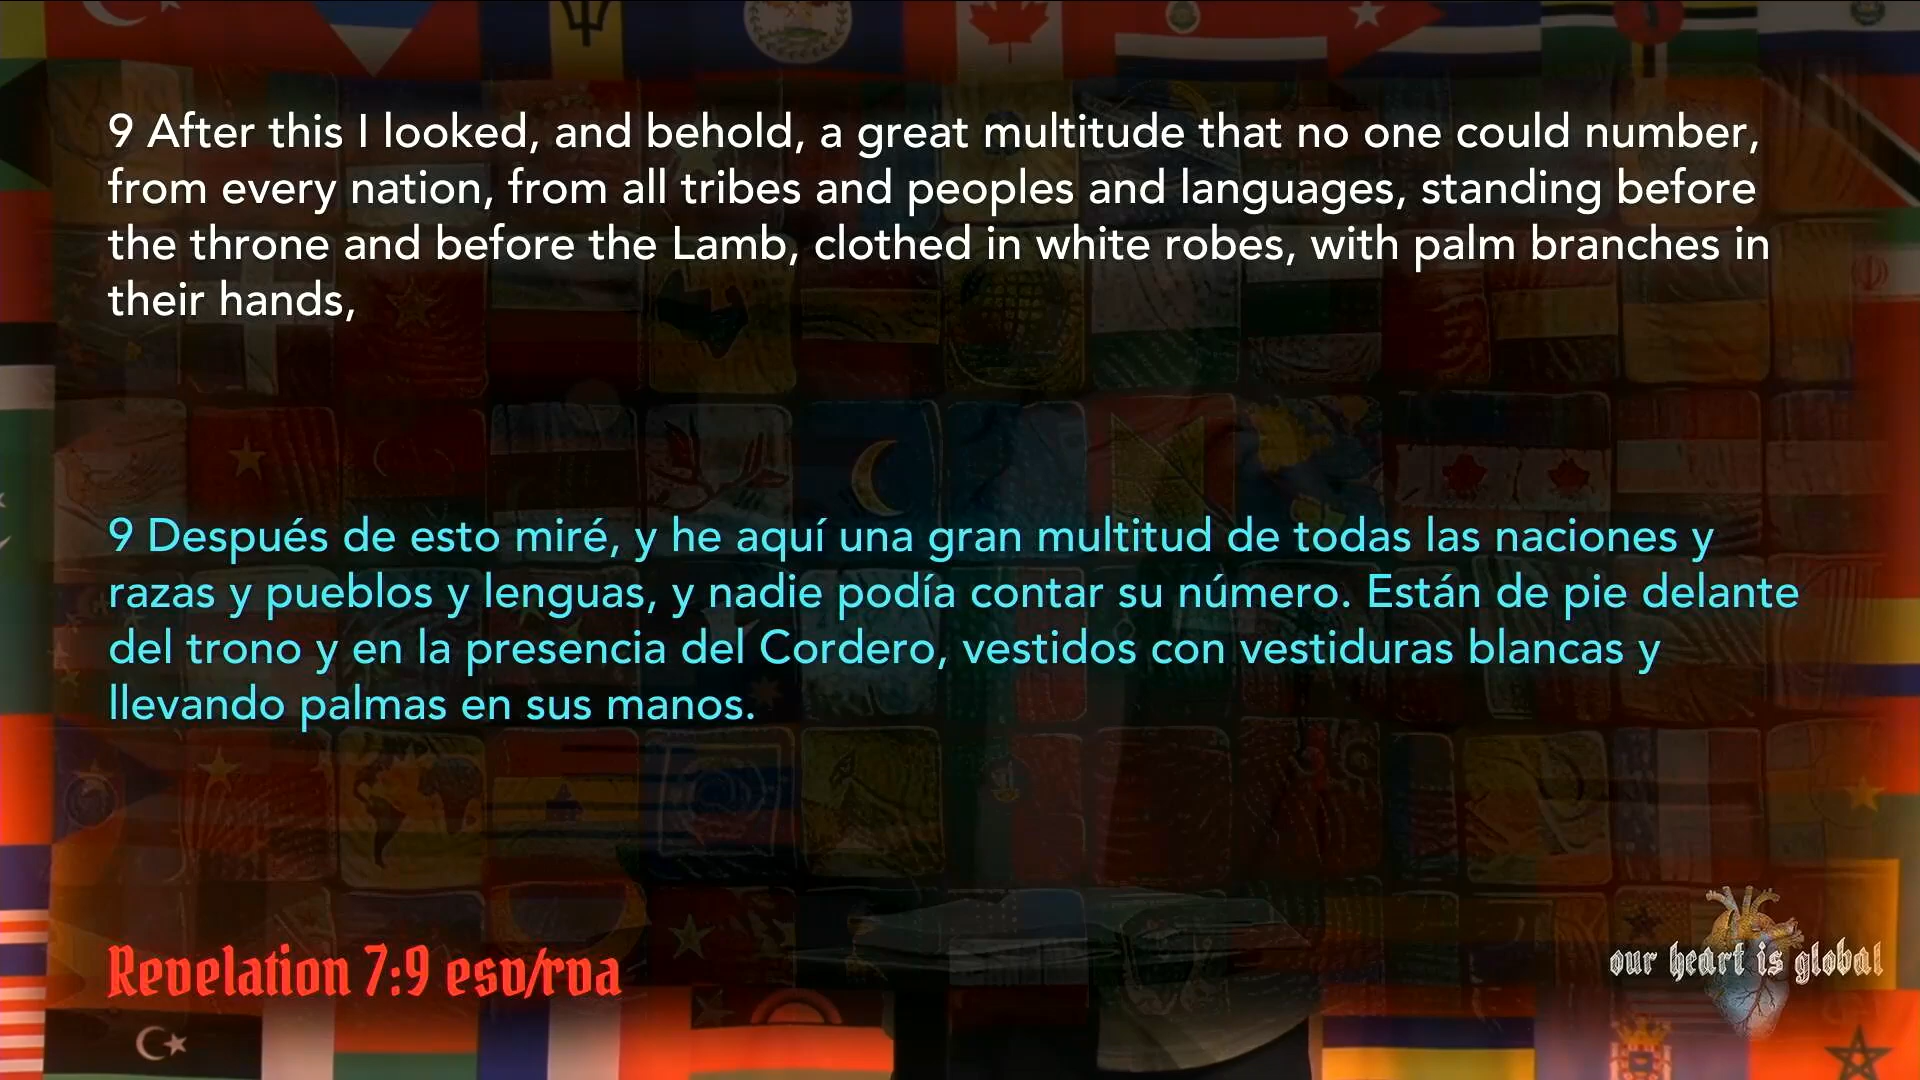 9 After this I looked, and behold, a great multitude that no one could number,
from every nation, from all tribes and peoples and languages, standing before
the throne and before the Lamb, clothed in white robes, with palm branches in
their hands,
9 Después de esto miré, y he aquí una gran multitud de todas las naciones y
razas y pueblos y lenguas, y nadie podía contar su número. Están de pie delante
del trono y en la presencia del Cordero, vestidos con vestiduras blancas y
llevando palmas en sus manos.
Revelation 7:9 esv/rva
our heart is global